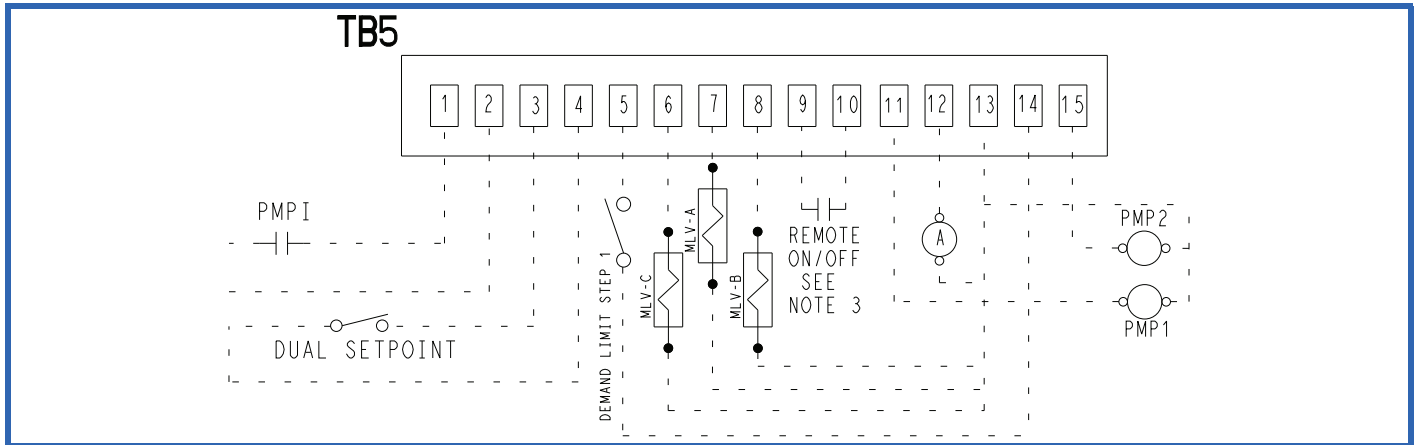 TB5
1 2 3 4 5 6 7 8 9 10 11 12 13 14 15
PMPI
DUAL SETPOINT
DEMAND LIMIT STEP 1
MLV-C
MLV-A
MLV-B
REMOTE
ON/OFF
SEE
NOTE 3
A
PMP2
PMP1